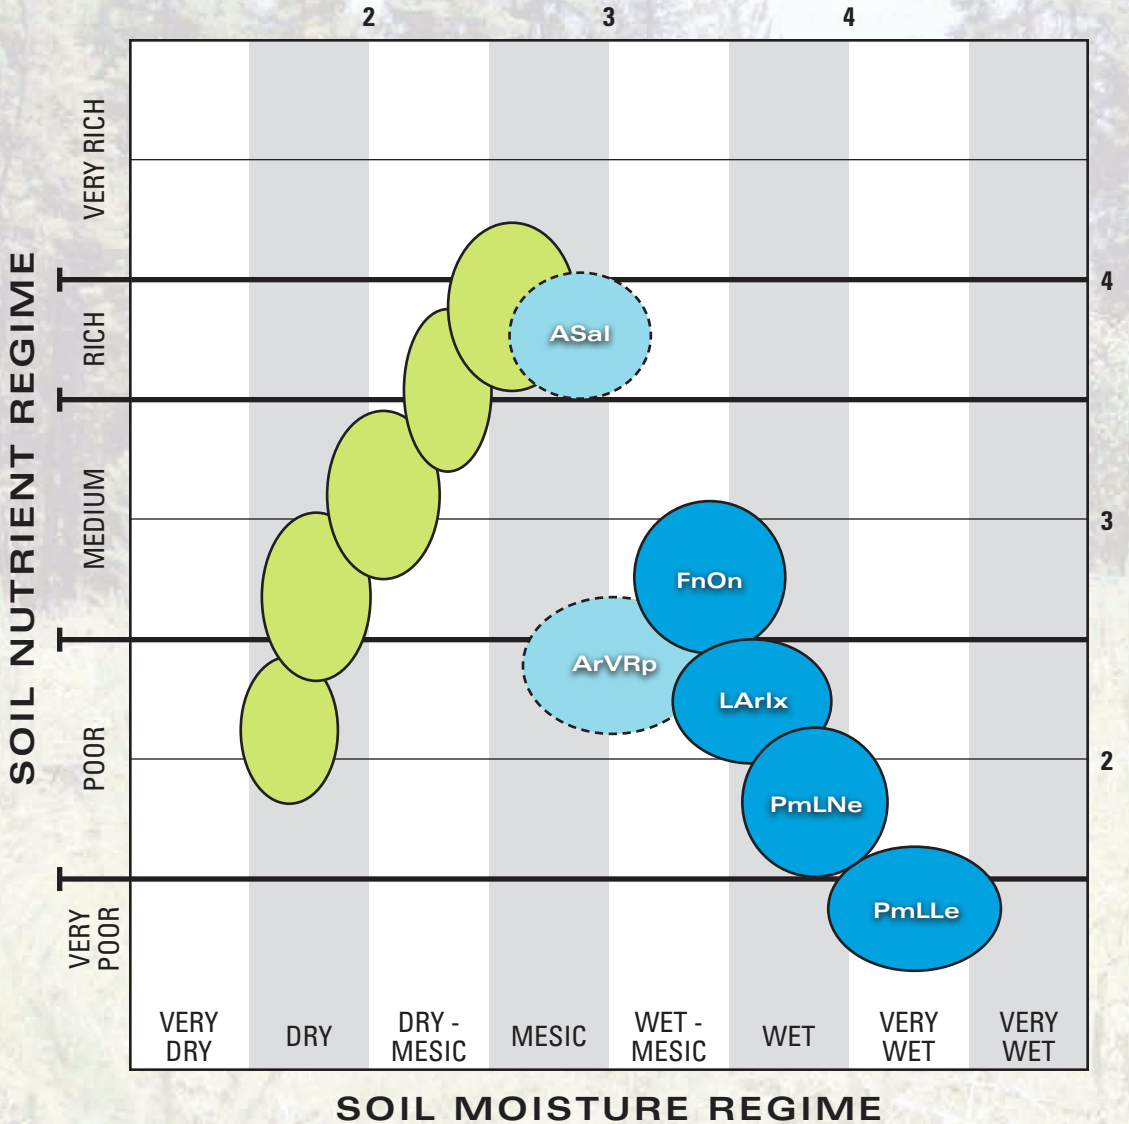 2 3 4
VERY RICH
RICH
MEDIUM
POOR
VERY
POOR
SOIL NUTRIENT REGIME
4
3
2
ASal
FnOn
ArVRp
LArIx
PmLNe
PmLLe
VERY
DRY
DRY
DRY -
MESIC
MESIC
WET -
MESIC
WET
VERY
WET
VERY
WET
SOIL MOISTURE REGIME